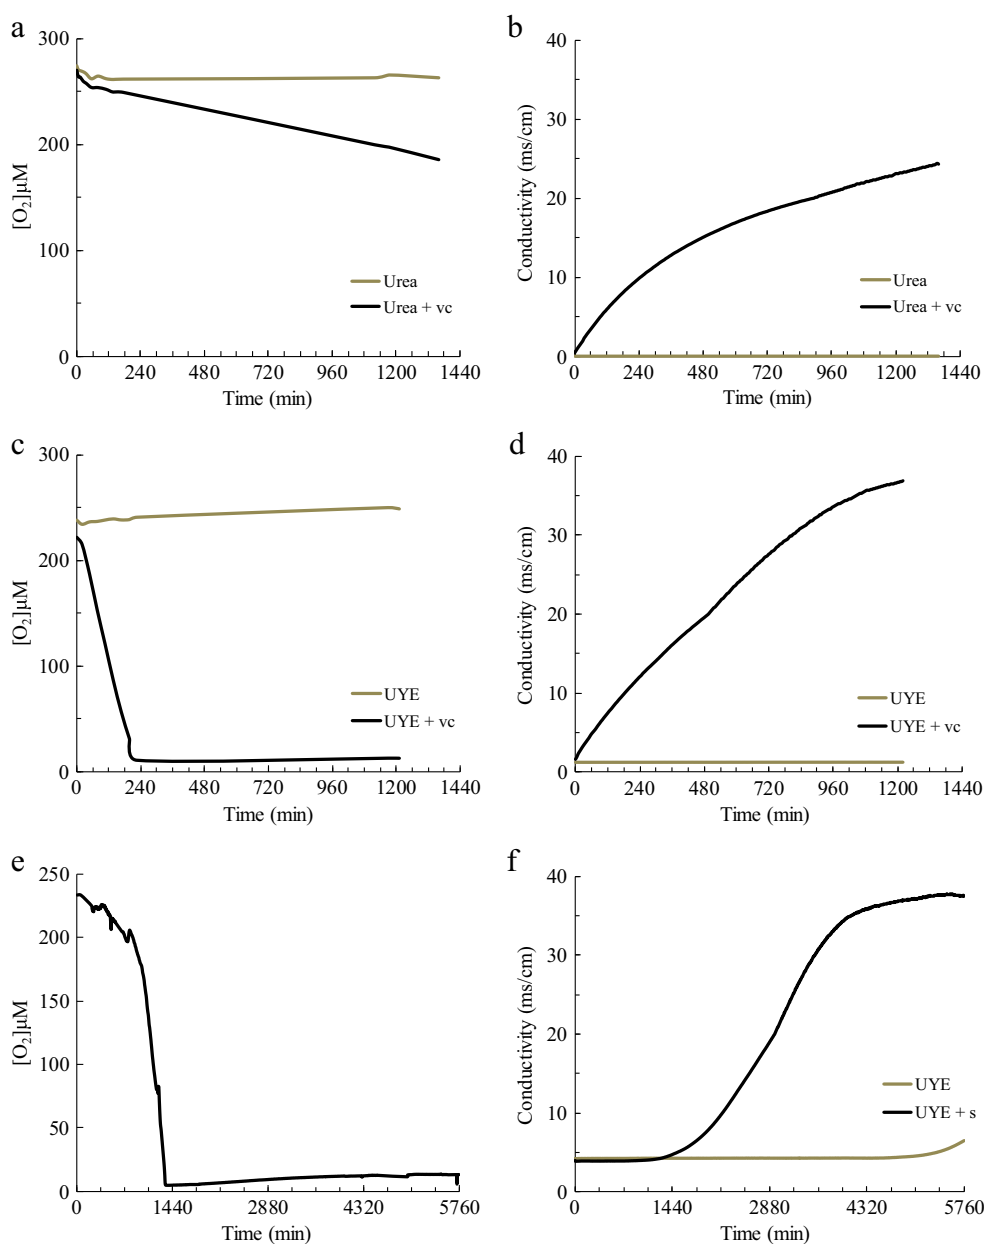 a
300
200
100
0
[O₂]μM
Urea
Urea + vc
0 240 480 720 960 1200 1440
Time (min)
b
40
30
20
10
0
Conductivity (ms/cm)
Urea
Urea + vc
0 240 480 720 960 1200 1440
Time (min)
c
300
200
100
0
[O₂]μM
UYE
UYE + vc
0 240 480 720 960 1200 1440
Time (min)
d
40
30
20
10
0
Conductivity (ms/cm)
UYE
UYE + vc
0 240 480 720 960 1200 1440
Time (min)
e
250
200
150
100
50
0
[O₂]μM
0 1440 2880 4320 5760
Time (min)
f
40
30
20
10
0
Conductivity (ms/cm)
UYE
UYE + s
0 1440 2880 4320 5760
Time (min)